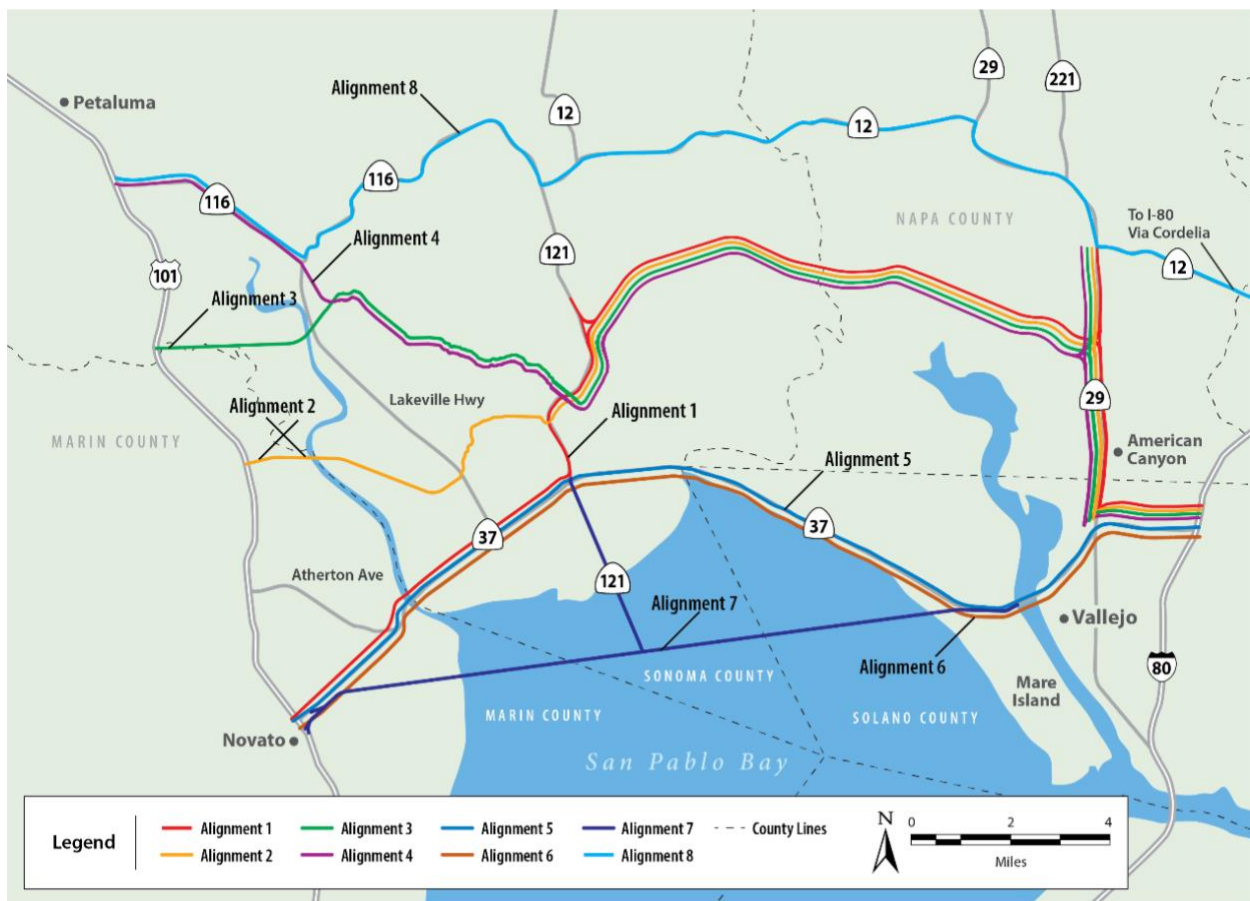 29
221
Petaluma
Alignment 8
12
12
116
116
NAPA COUNTY
To I-80
Via Cordelia
Alignment 4
121
12
101
Alignment 3
Lakeville Hwy
29
Alignment 2
Alignment 1
MARIN COUNTY
American
Canyon
Alignment 5
37
37
Atherton Ave
121
Alignment 7
Vallejo
Alignment 6
80
SONOMA COUNTY
Mare
Island
MARIN COUNTY
SOLANO COUNTY
Novato
San Pablo Bay
Legend
Alignment 1
Alignment 3
Alignment 5
Alignment 7
County Lines
Alignment 2
Alignment 4
Alignment 6
Alignment 8
N
0
2
4
Miles